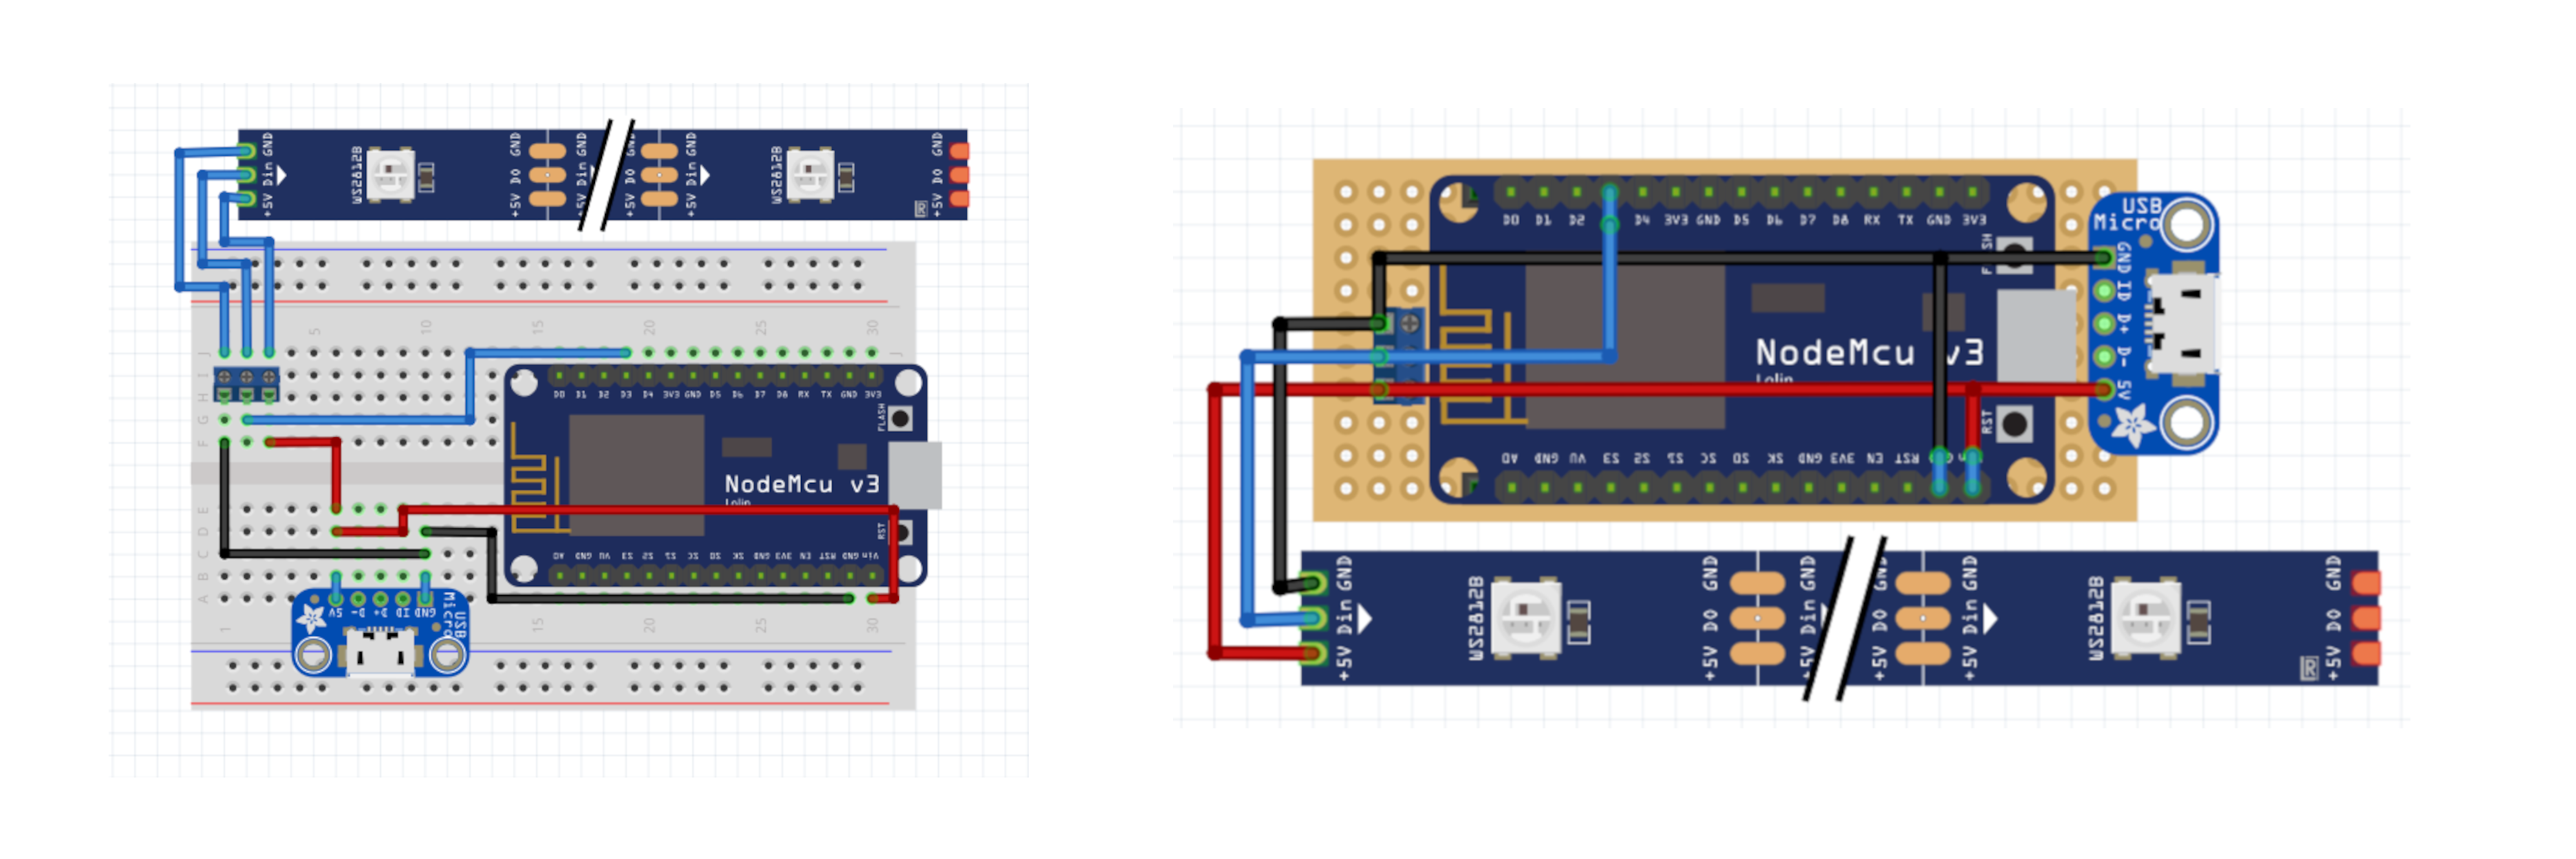 GND Din +5V
WS2812B
GND DO +5V
GND Din +5V
GND DO +5V
GND Din +5V
WS2812B
R
GND DO +5V
5 10 15 20 25 30
J J
I
H
G
F
D0 D1 D2 D3 D4 3V3 GND D5 D6 D7 D8 RX TX GND 3V3
FLASH
NodeMcu v3
Lolin
RST
A0 GND VU S3 S2 S1 SC S0 SK GND 3V3 EN RST GND Vin
E
D
C
B
A
5V D- D+ ID GND
USB
Micro
1 15 20 25 30
D0 D1 D2 D4 3V3 GND D5 D6 D7 D8 RX TX GND 3V3
NodeMcu v3
Lolin
RST
A0 GND VU S3 S2 S1 SC S0 SK GND 3V3 EN RST
USB
Micro
GND
ID
D+
D-
5V
GND Din +5V
WS2812B
GND DO +5V
GND Din +5V
GND DO +5V
GND Din +5V
WS2812B
R
GND DO +5V